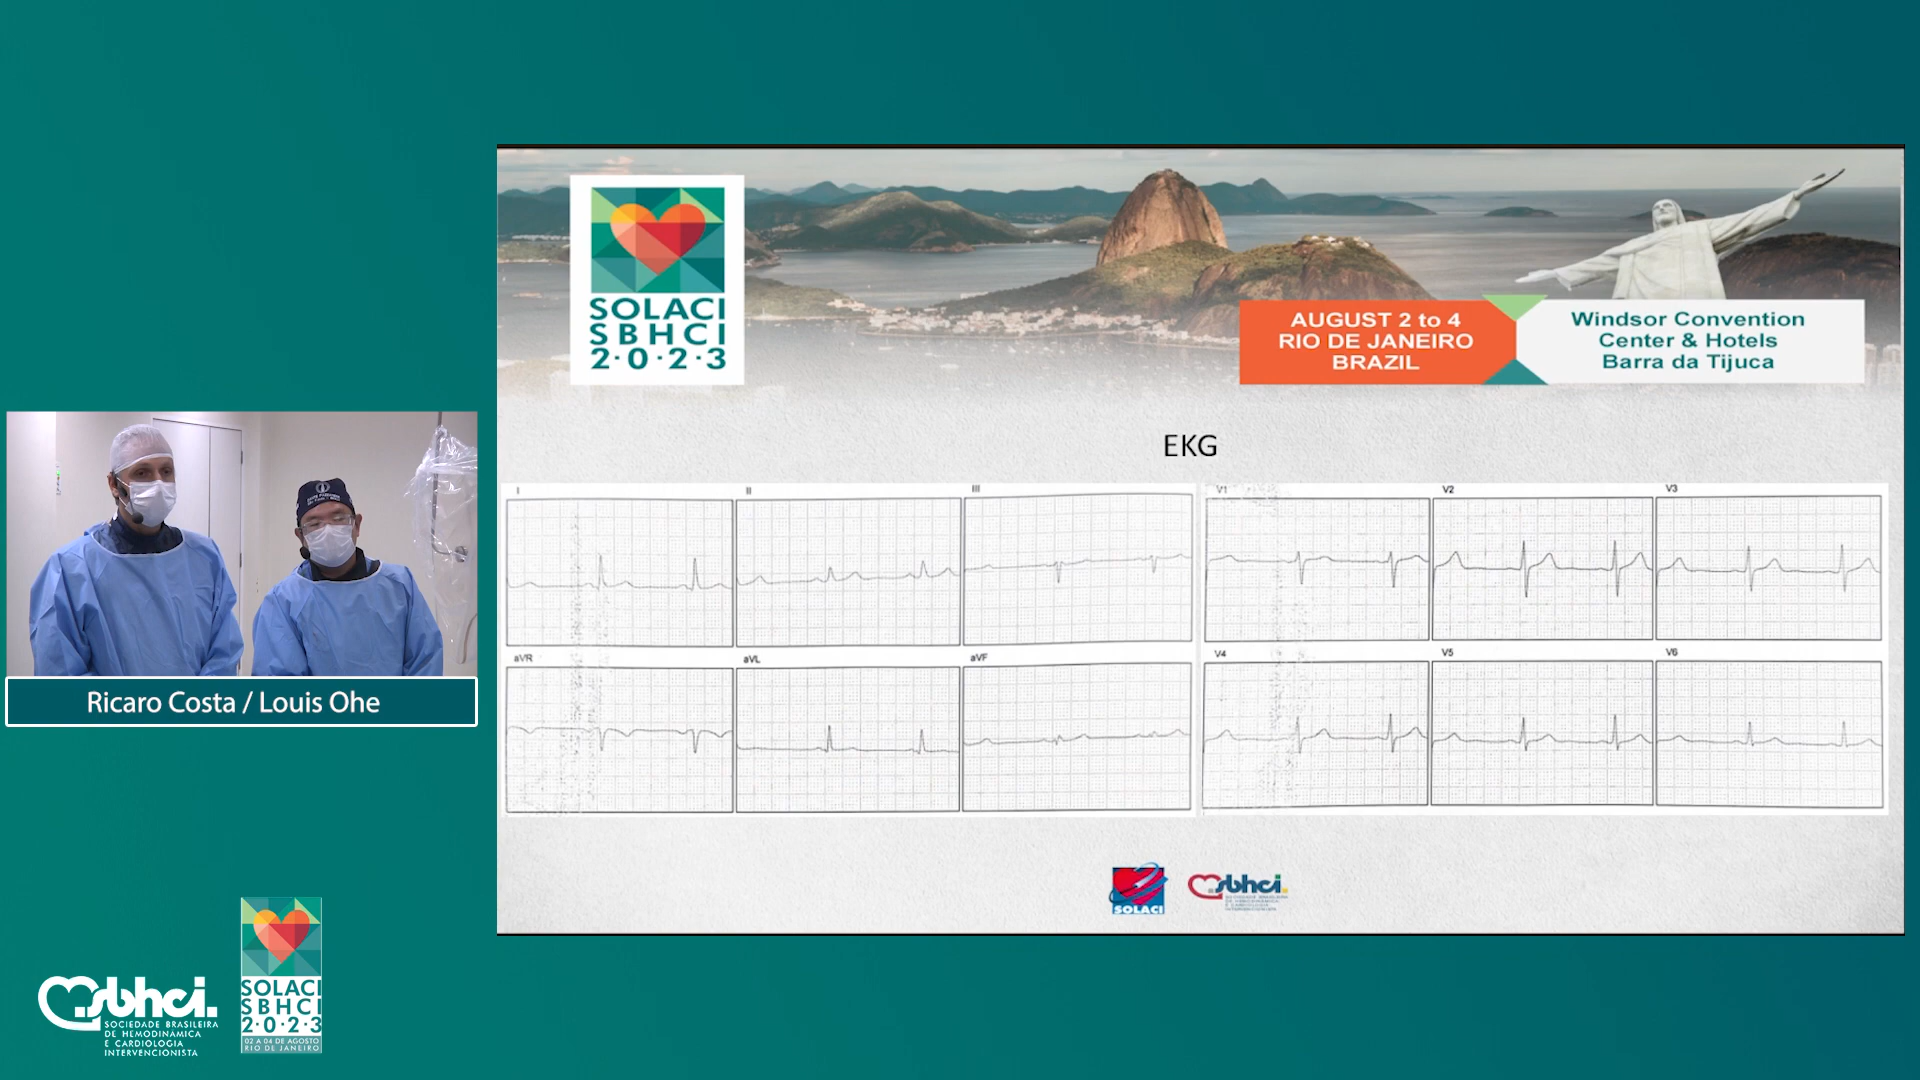 SOLACI
SBHCI
2·0·2·3
AUGUST 2 to 4
RIO DE JANEIRO
BRAZIL
Windsor Convention
Center & Hotels
Barra da Tijuca
EKG
I
II
III
aVR
aVL
aVF
V1
V2
V3
V4
V5
V6
Ricaro Costa / Louis Ohe
SOLACI
sbhci.
sbhci.
SOCIEDADE BRASILEIRA
DE HEMODINÂMICA
E CARDIOLOGIA
INTERVENCIONISTA
SOLACI
SBHCI
2·0·2·3
02 A 04 DE AGOSTO
RIO DE JANEIRO